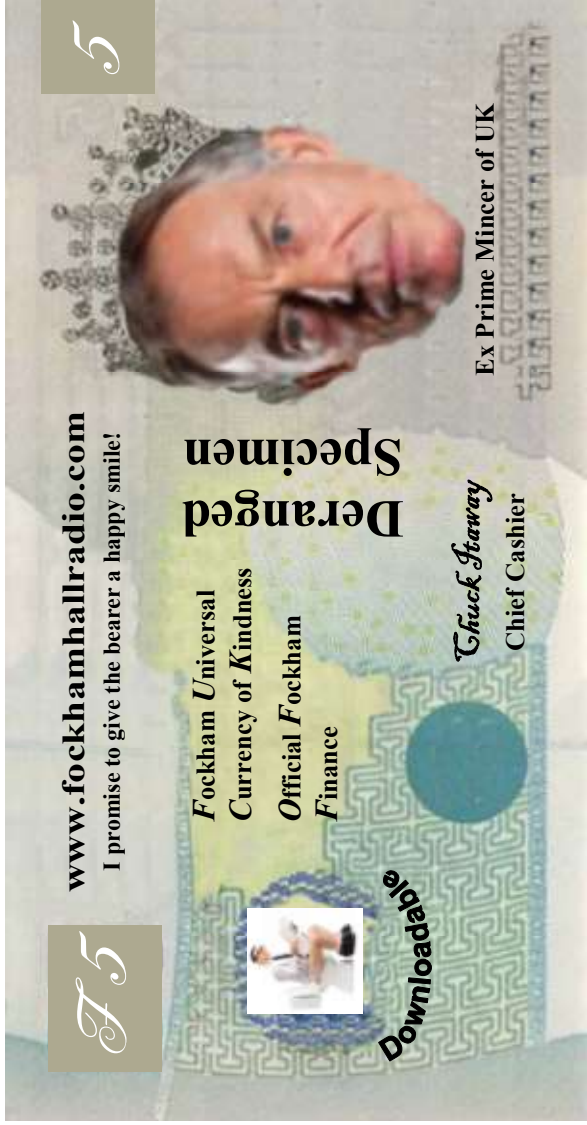 www.fockhamhallradio.com
I promise to give the bearer a happy smile!
F5
5
Fockham Universal
Currency of Kindness
Official Fockham
Finance
Deranged
Specimen
Downloadable
Chuck Itaway
Chief Cashier
Ex Prime Mincer of UK